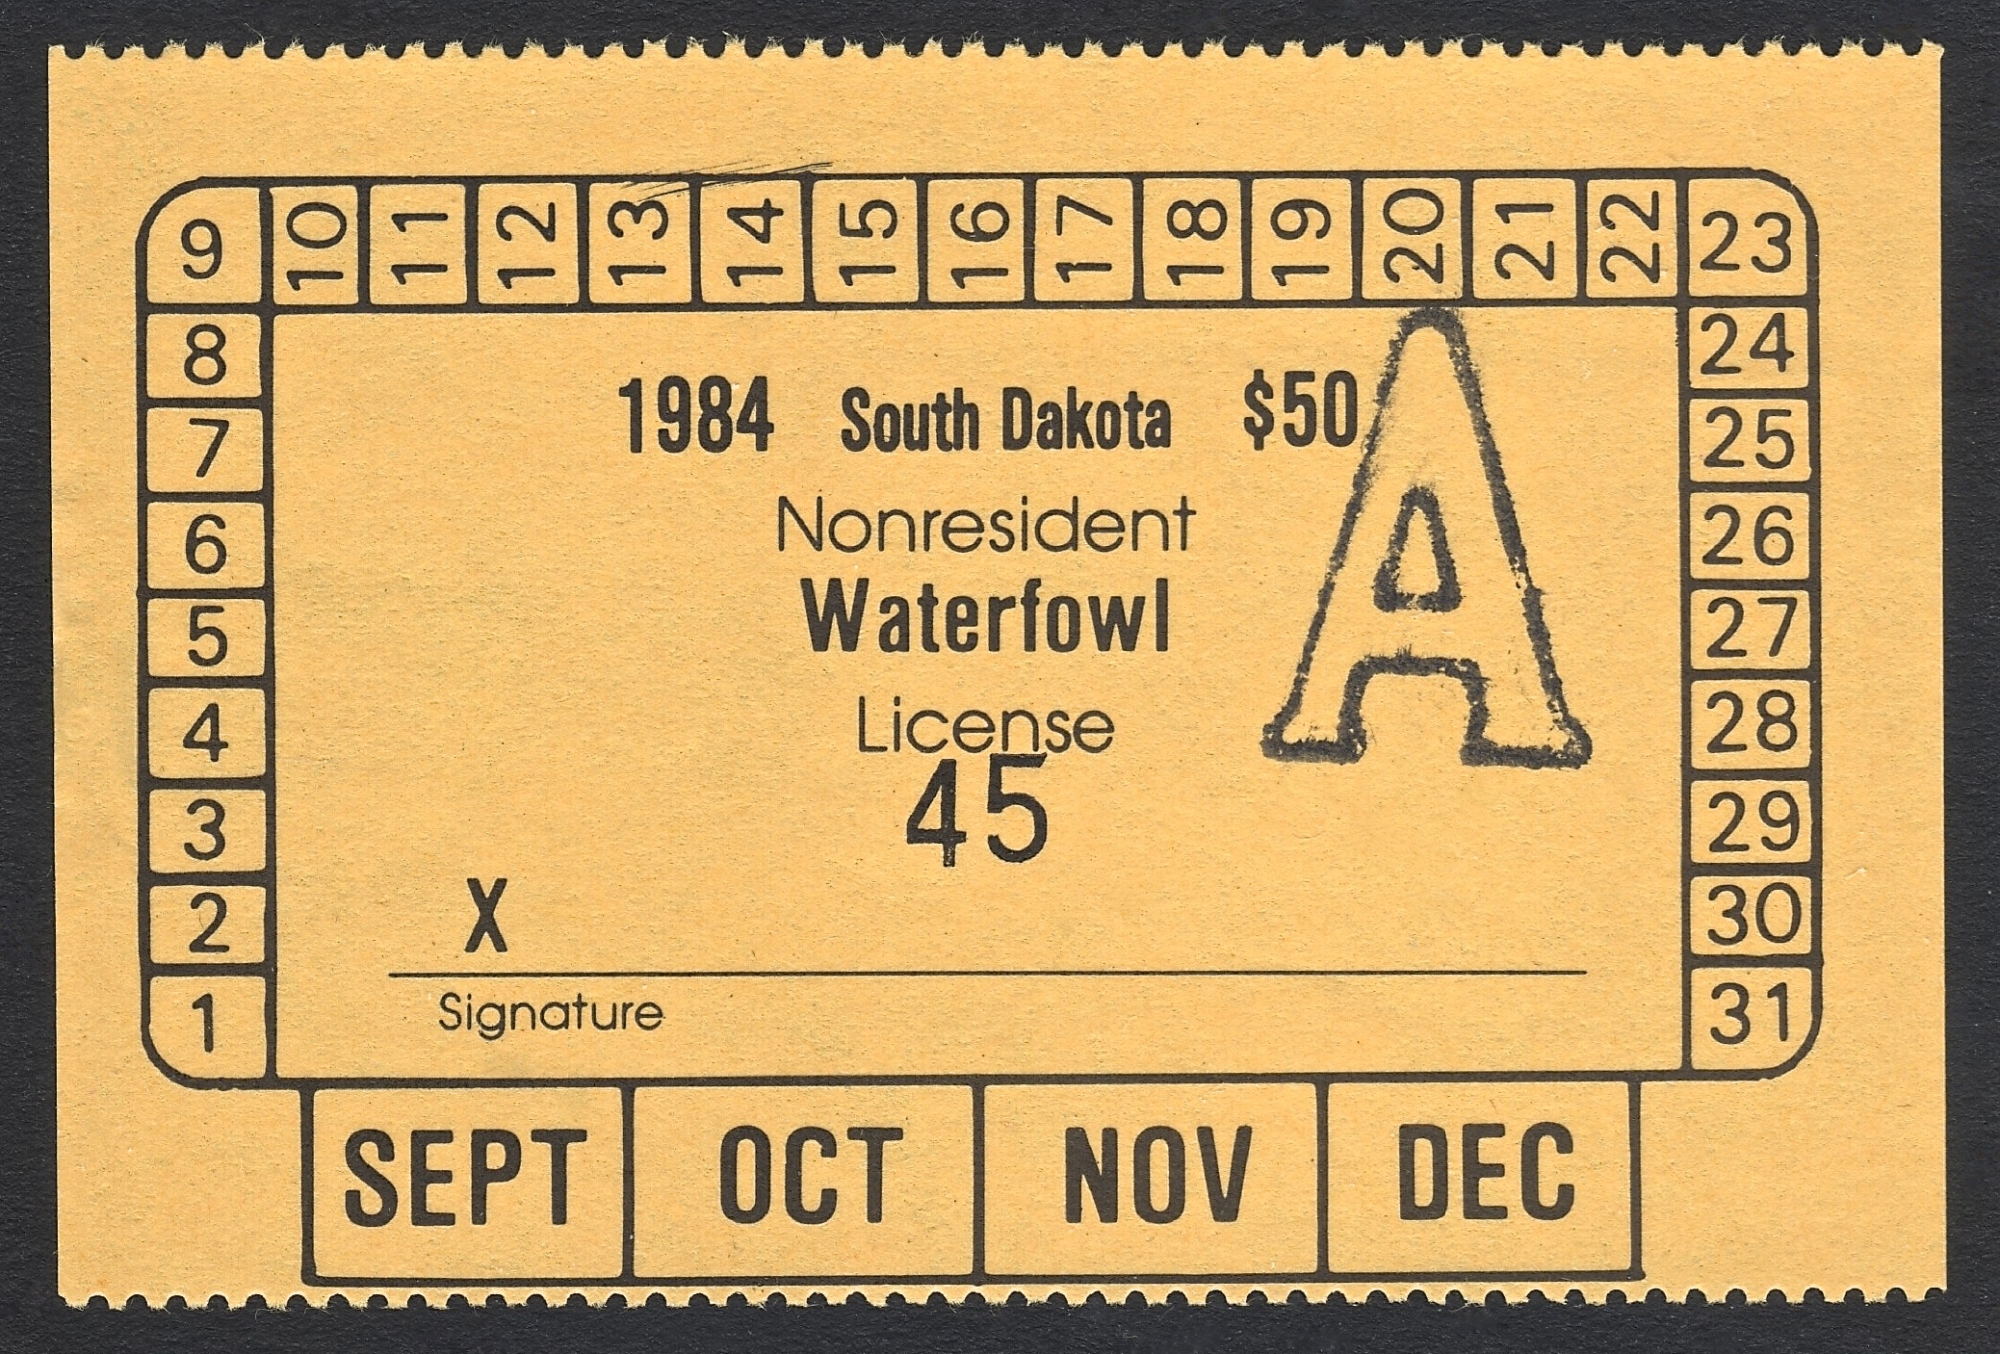 9 10 11 12 13 14 15 16 17 18 19 20 21 22 23
8
7
6
5
4
3
2
1
1984 South Dakota $50
A
Nonresident
Waterfowl
License
45
X
Signature
24
25
26
27
28
29
30
31
SEPT OCT NOV DEC